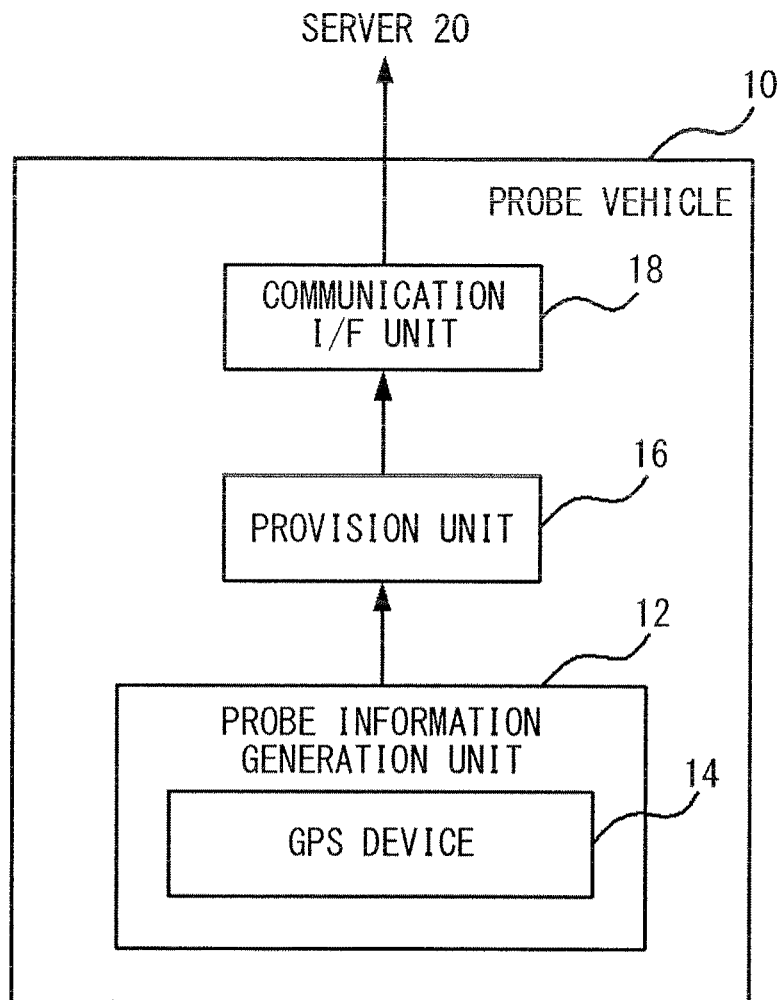 SERVER 20
10
PROBE VEHICLE
18
COMMUNICATION
I/F UNIT
16
PROVISION UNIT
12
PROBE INFORMATION
GENERATION UNIT
14
GPS DEVICE